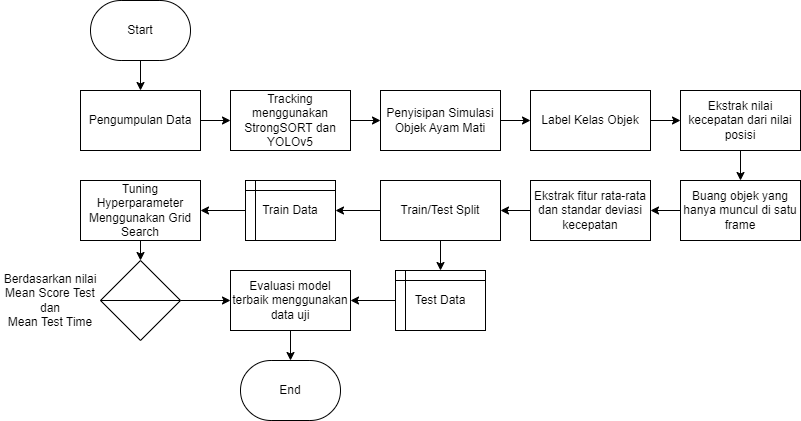 Start
Pengumpulan Data
Tracking
menggunakan
StrongSORT dan
YOLOv5
Penyisipan Simulasi
Objek Ayam Mati
Label Kelas Objek
Ekstrak nilai
kecepatan dari nilai
posisi
Buang objek yang
hanya muncul di satu
frame
Ekstrak fitur rata-rata
dan standar deviasi
kecepatan
Train/Test Split
Train Data
Tuning
Hyperparameter
Menggunakan Grid
Search
Berdasarkan nilai
Mean Score Test
dan
Mean Test Time
Test Data
Evaluasi model
terbaik menggunakan
data uji
End